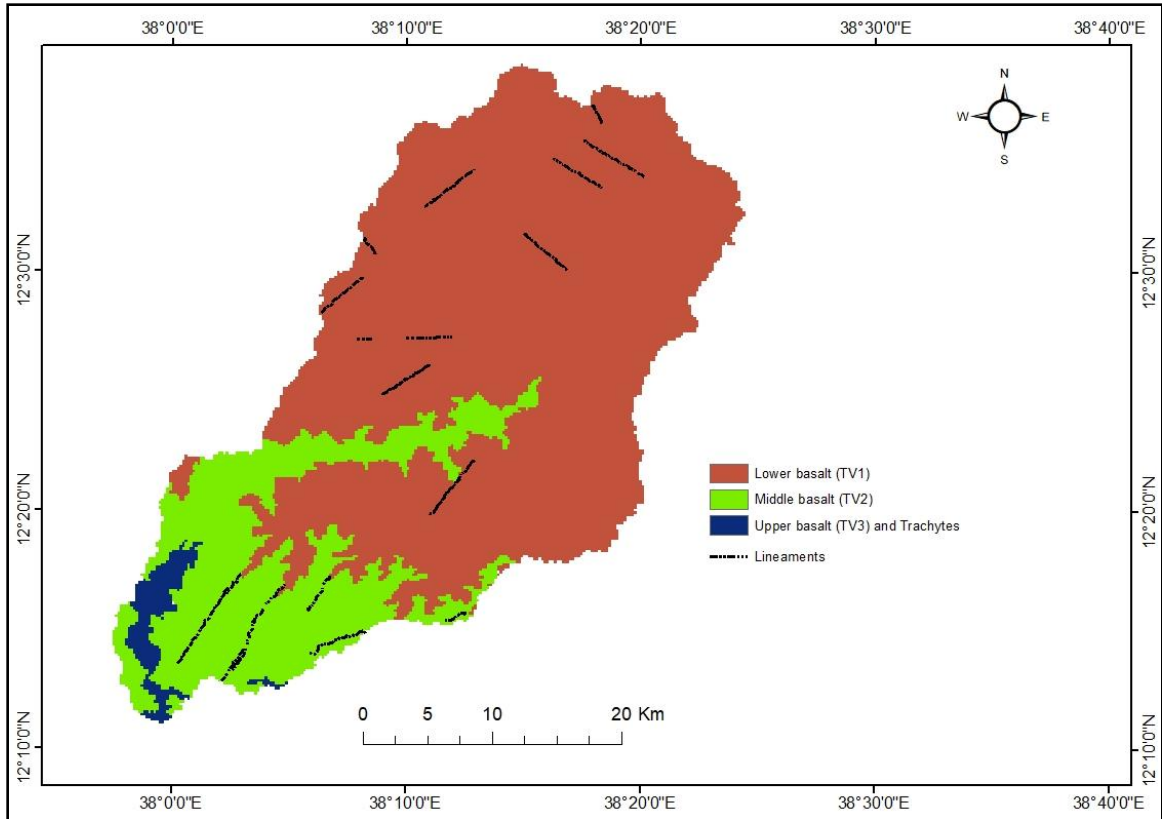 38°0'0"E 38°10'0"E 38°20'0"E 38°30'0"E 38°40'0"E
N
W E
S
12°30'0"N 12°30'0"N
Lower basalt (TV1)
Middle basalt (TV2)
12°20'0"N 12°20'0"N
Upper basalt (TV3) and Trachytes
Lineaments
0 5 10 20 Km
12°10'0"N 12°10'0"N
38°0'0"E 38°10'0"E 38°20'0"E 38°30'0"E 38°40'0"E